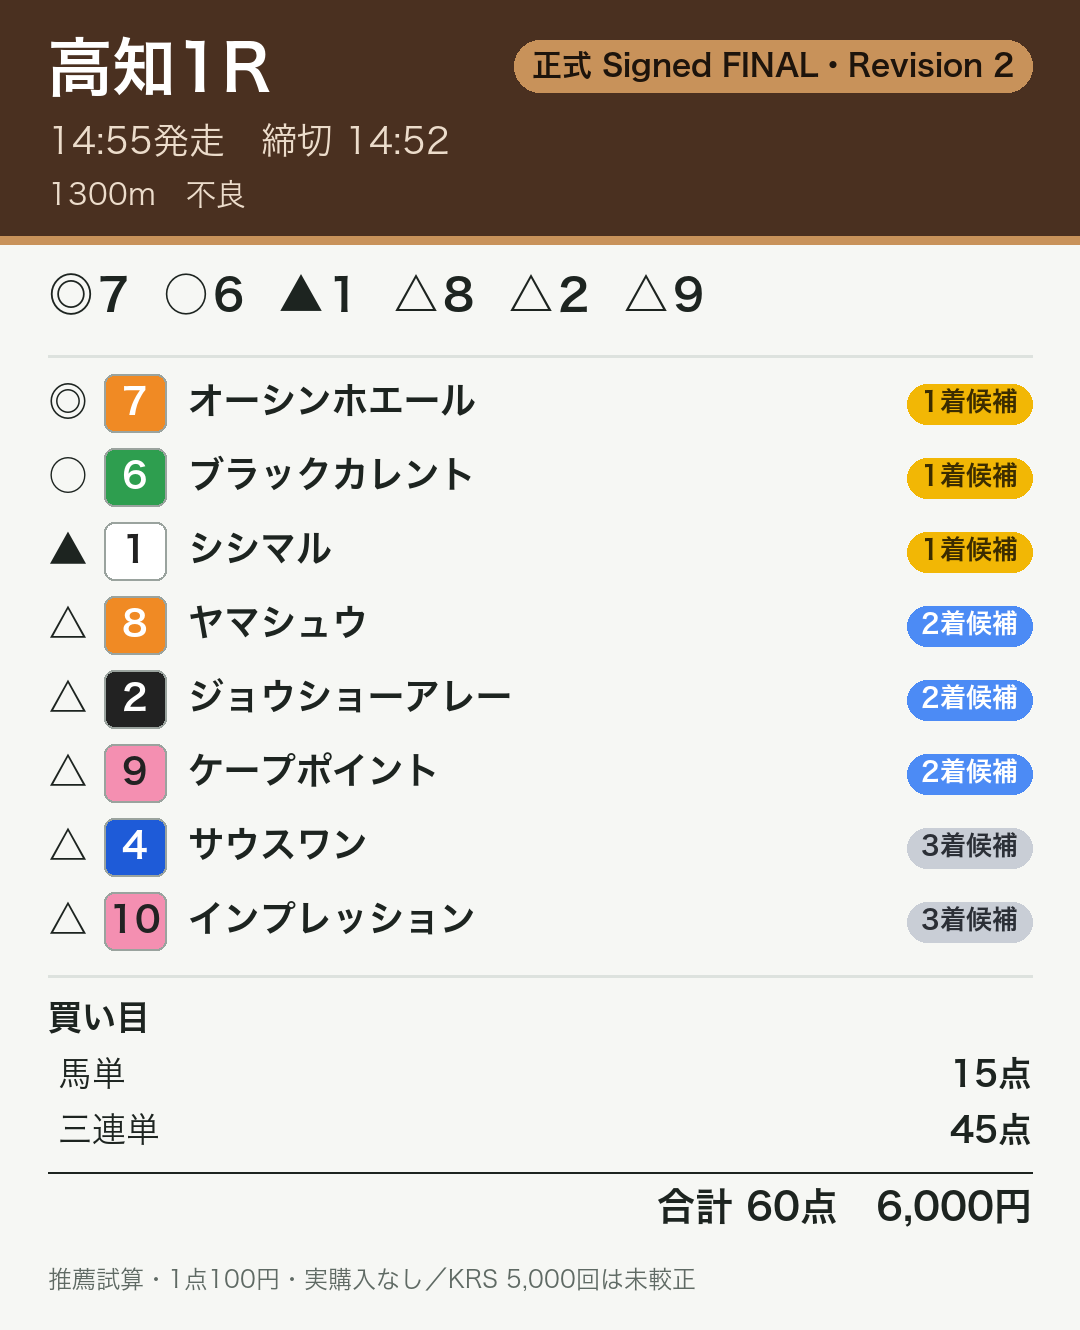 高知1R
正式 Signed FINAL・Revision 2
14:55発走　締切 14:52
1300m　不良
◎7 ○6 ▲1 △8 △2 △9
◎ 7 オーシンホエール 1着候補
○ 6 ブラックカレント 1着候補
▲ 1 シシマル 1着候補
△ 8 ヤマシュウ 2着候補
△ 2 ジョウショーアレー 2着候補
△ 9 ケープポイント 2着候補
△ 4 サウスワン 3着候補
△ 10 インプレッション 3着候補
買い目
馬単 15点
三連単 45点
合計 60点　6,000円
推薦試算・1点100円・実購入なし／KRS 5,000回は未較正